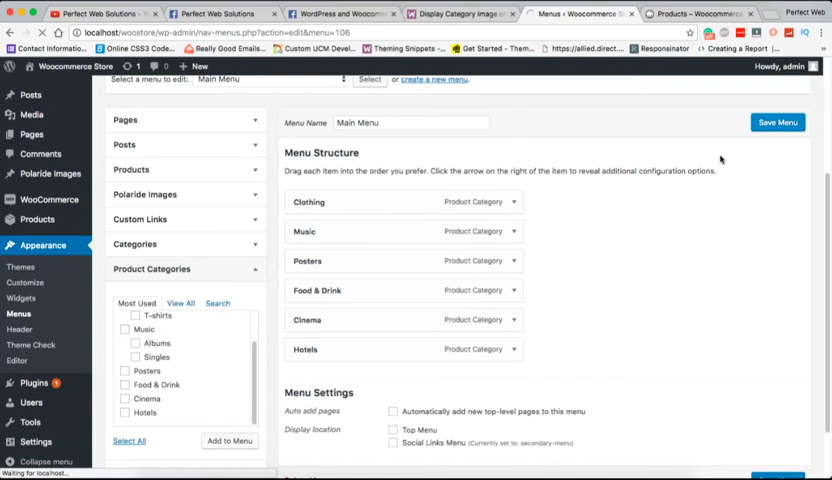 Perfect Web Solutions - Y
Perfect Web Solutions
WordPress and Woocomm
Display Category Image on
Menus ‹ Woocommerce St
Products – Woocommerce
Perfect Web
localhost/woostore/wp-admin/nav-menus.php?action=edit&menu=106
Contact Informatio...
Online CSS3 Code...
Really Good Emails...
Custom UCM Devel...
Theming Snippets -...
Get Started - Them...
https://allied.direct....
Responsinator
Creating a Report...
Other Bookmarks
Woocommerce Store
1
0
New
Howdy, admin
Posts
Media
Pages
Comments
Polaride Images
WooCommerce
Products
Appearance
Themes
Customize
Widgets
Menus
Header
Theme Check
Editor
Plugins 1
Users
Tools
Settings
Collapse menu
Waiting for localhost...
Select a menu to edit:
Main Menu
Select
or create a new menu.
Pages
Posts
Products
Polaride Images
Custom Links
Categories
Product Categories
Most Used
View All
Search
T-shirts
Music
Albums
Singles
Posters
Food & Drink
Cinema
Hotels
Select All
Add to Menu
Menu Name
Main Menu
Save Menu
Menu Structure
Drag each item into the order you prefer. Click the arrow on the right of the item to reveal additional configuration options.
Clothing Product Category
Music Product Category
Posters Product Category
Food & Drink Product Category
Cinema Product Category
Hotels Product Category
Menu Settings
Auto add pages
Automatically add new top-level pages to this menu
Display location
Top Menu
Social Links Menu (Currently set to: secondary-menu)